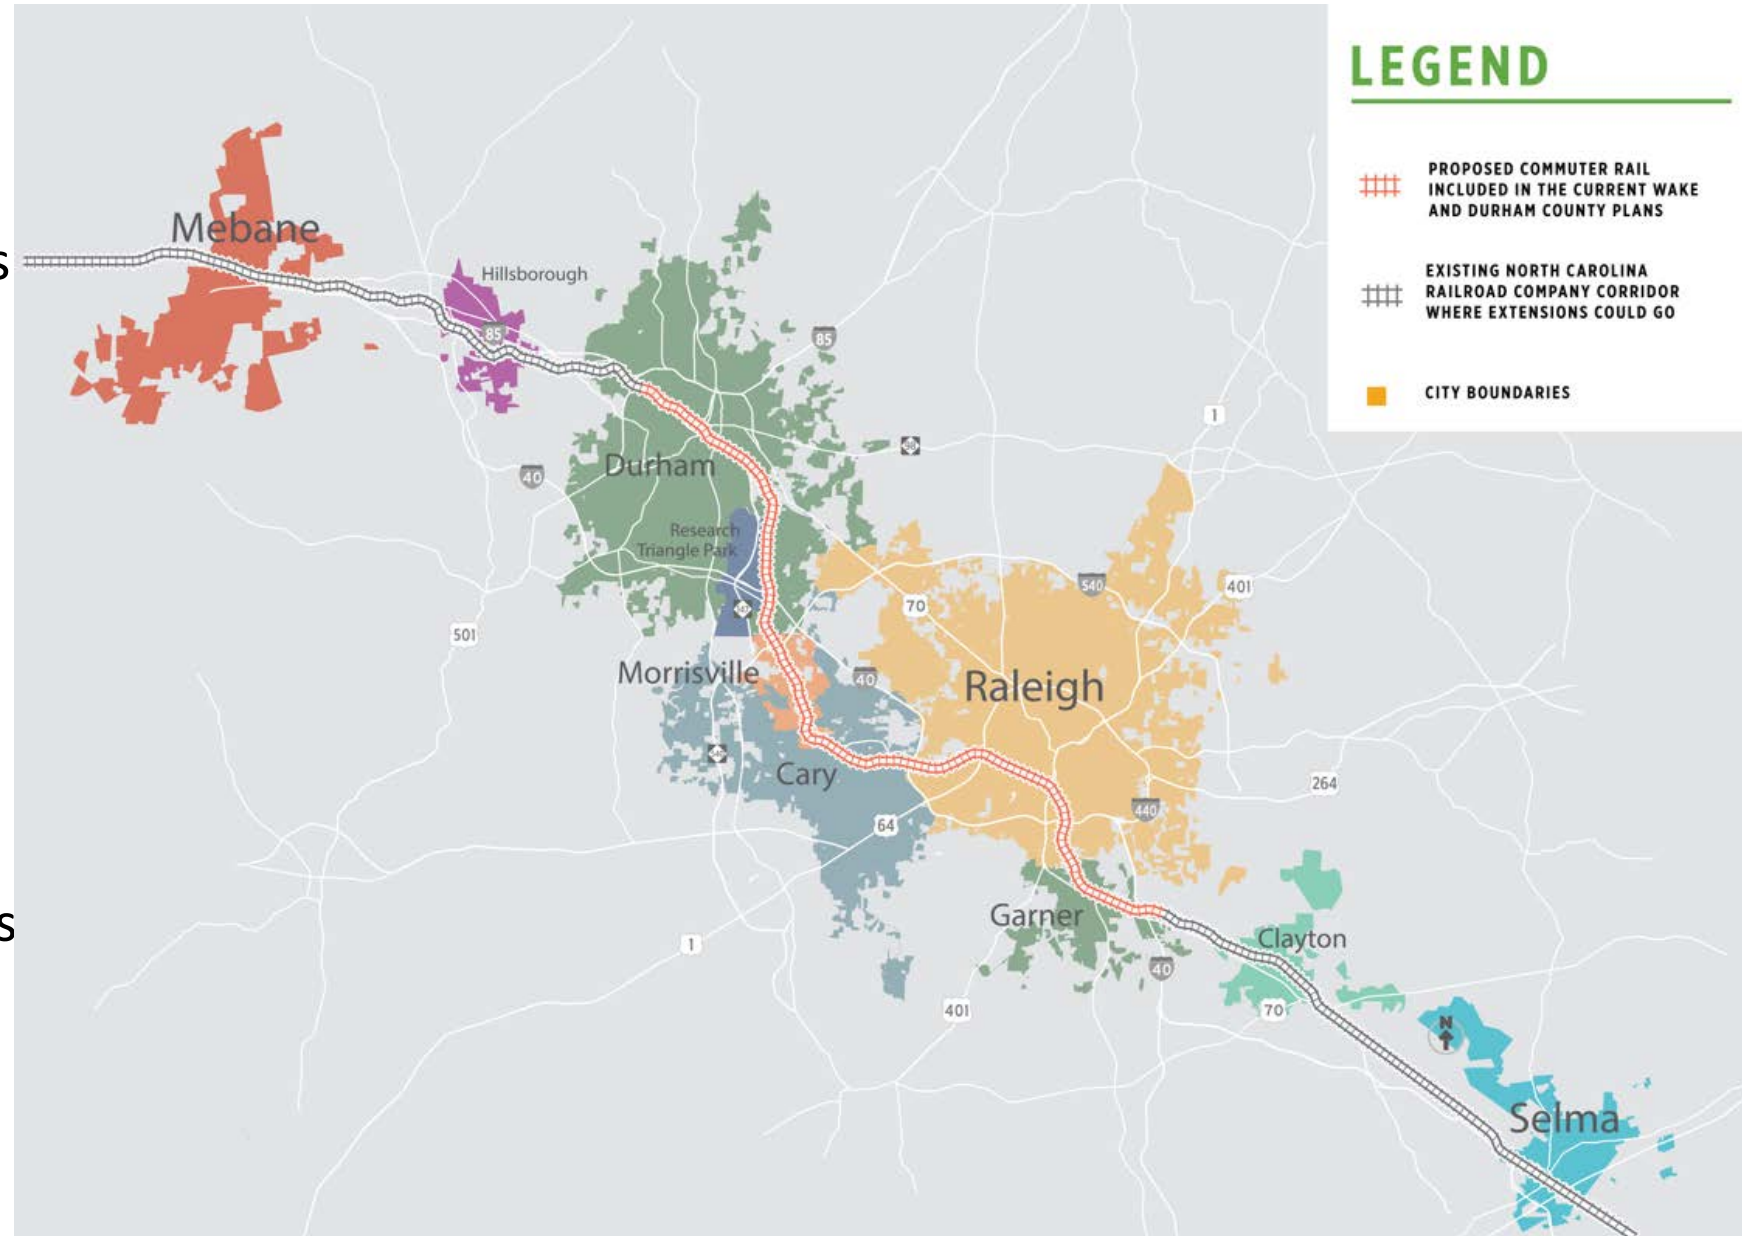 LEGEND
PROPOSED COMMUTER RAIL
INCLUDED IN THE CURRENT WAKE
AND DURHAM COUNTY PLANS
EXISTING NORTH CAROLINA
RAILROAD COMPANY CORRIDOR
WHERE EXTENSIONS COULD GO
CITY BOUNDARIES
Mebane
s
Hillsborough
85
85
1
98
Durham
40
Research
Triangle Park
540
401
70
147
501
Morrisville
40
Raleigh
Cary
264
440
64
Garner
s
Clayton
1
40
401
70
N
Selma